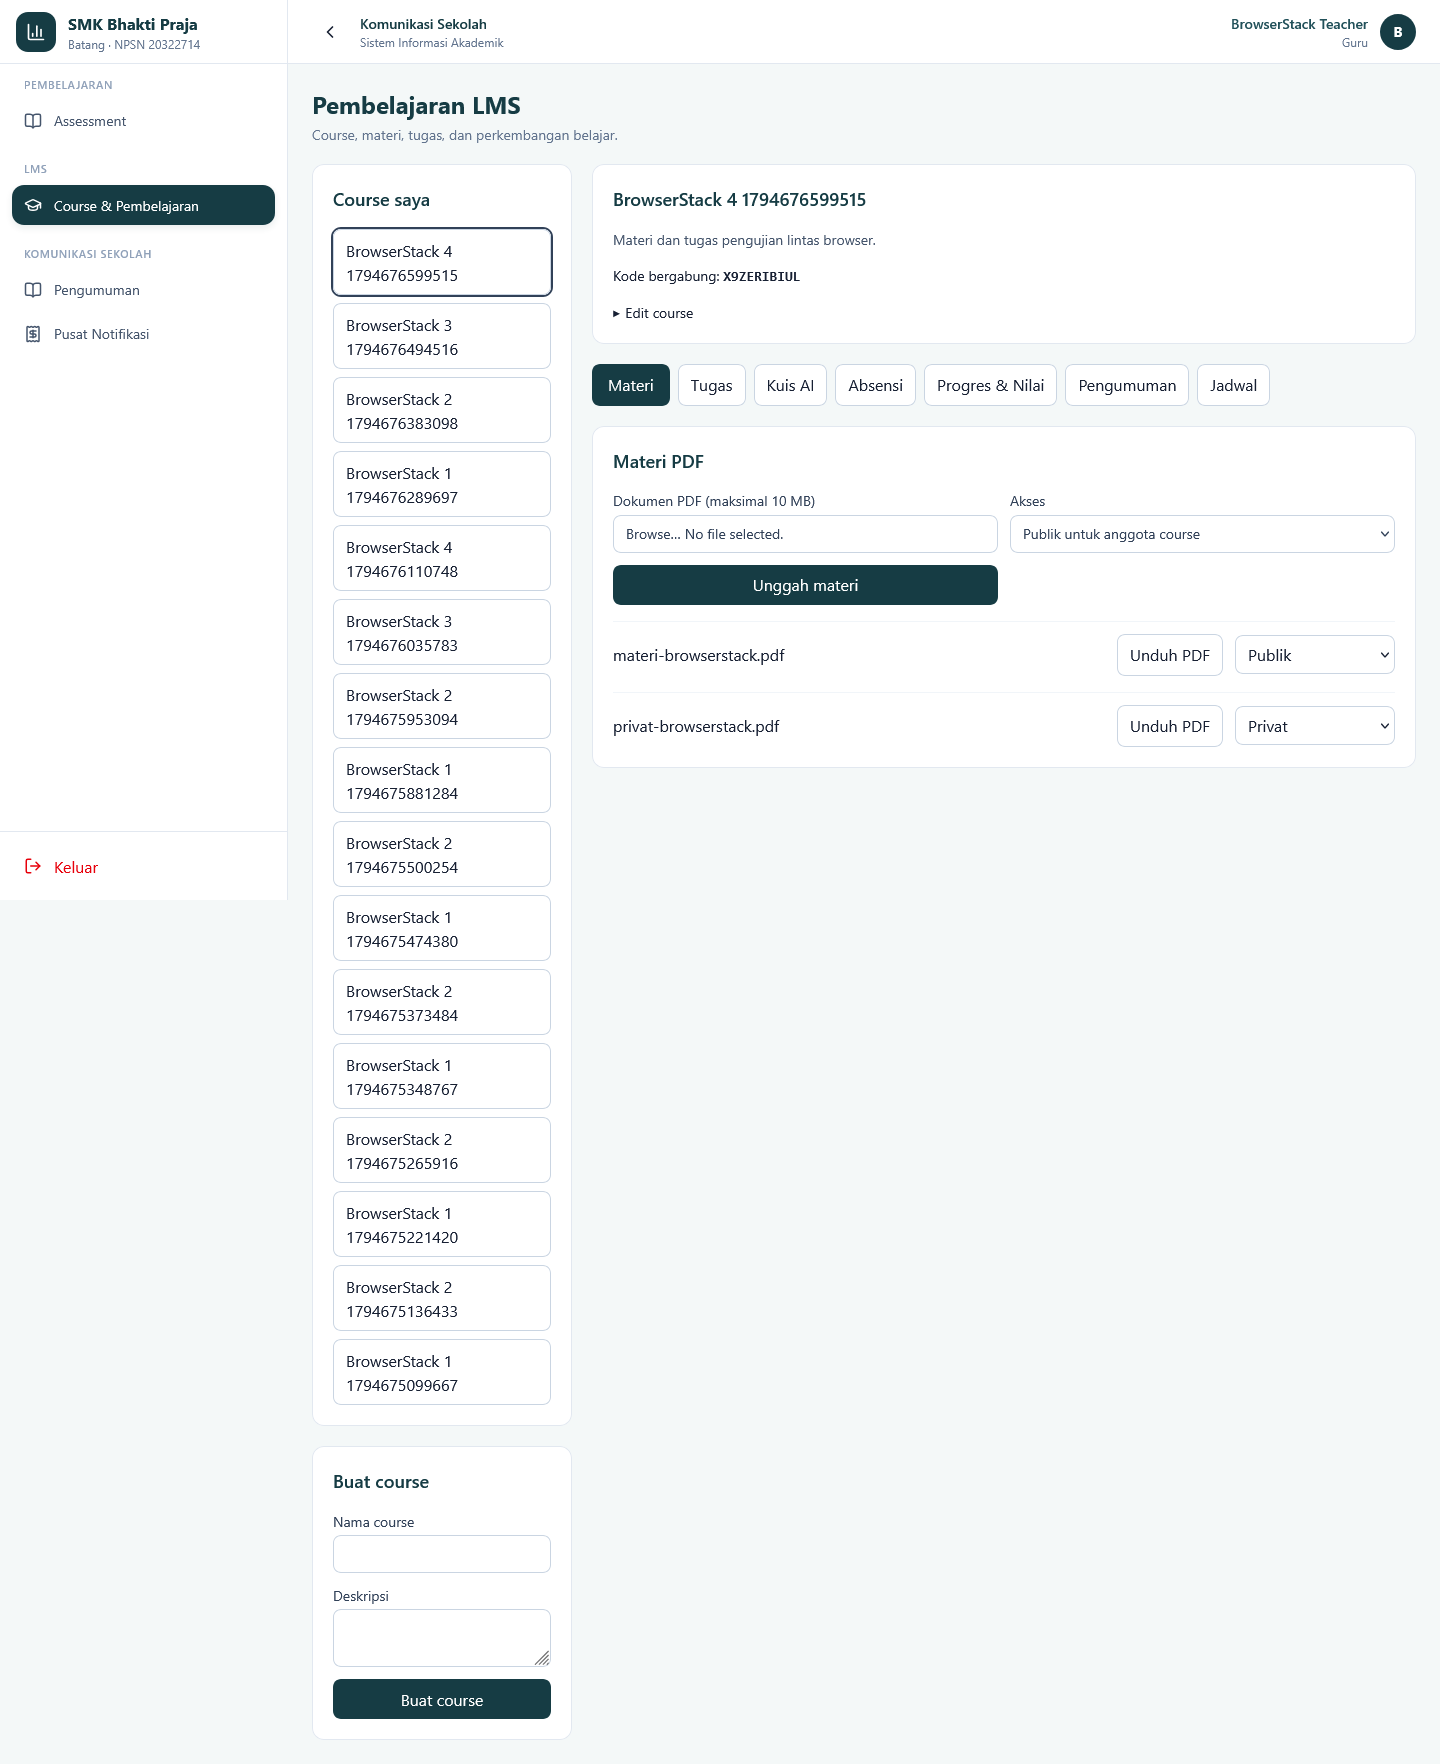 SMK Bhakti Praja
Batang · NPSN 20322714
PEMBELAJARAN
Assessment
LMS
Course & Pembelajaran
KOMUNIKASI SEKOLAH
Pengumuman
Pusat Notifikasi
Keluar
Komunikasi Sekolah
Sistem Informasi Akademik
BrowserStack Teacher
Guru
B
Pembelajaran LMS
Course, materi, tugas, dan perkembangan belajar.
Course saya
BrowserStack 4
1794676599515
BrowserStack 3
1794676494516
BrowserStack 2
1794676383098
BrowserStack 1
1794676289697
BrowserStack 4
1794676110748
BrowserStack 3
1794676035783
BrowserStack 2
1794675953094
BrowserStack 1
1794675881284
BrowserStack 2
1794675500254
BrowserStack 1
1794675474380
BrowserStack 2
1794675373484
BrowserStack 1
1794675348767
BrowserStack 2
1794675265916
BrowserStack 1
1794675221420
BrowserStack 2
1794675136433
BrowserStack 1
1794675099667
Buat course
Nama course
Deskripsi
Buat course
BrowserStack 4 1794676599515
Materi dan tugas pengujian lintas browser.
Kode bergabung: X9ZERIBIUL
Edit course
Materi
Tugas
Kuis AI
Absensi
Progres & Nilai
Pengumuman
Jadwal
Materi PDF
Dokumen PDF (maksimal 10 MB)
Browse... No file selected.
Akses
Publik untuk anggota course
Unggah materi
materi-browserstack.pdf
Unduh PDF
Publik
privat-browserstack.pdf
Unduh PDF
Privat